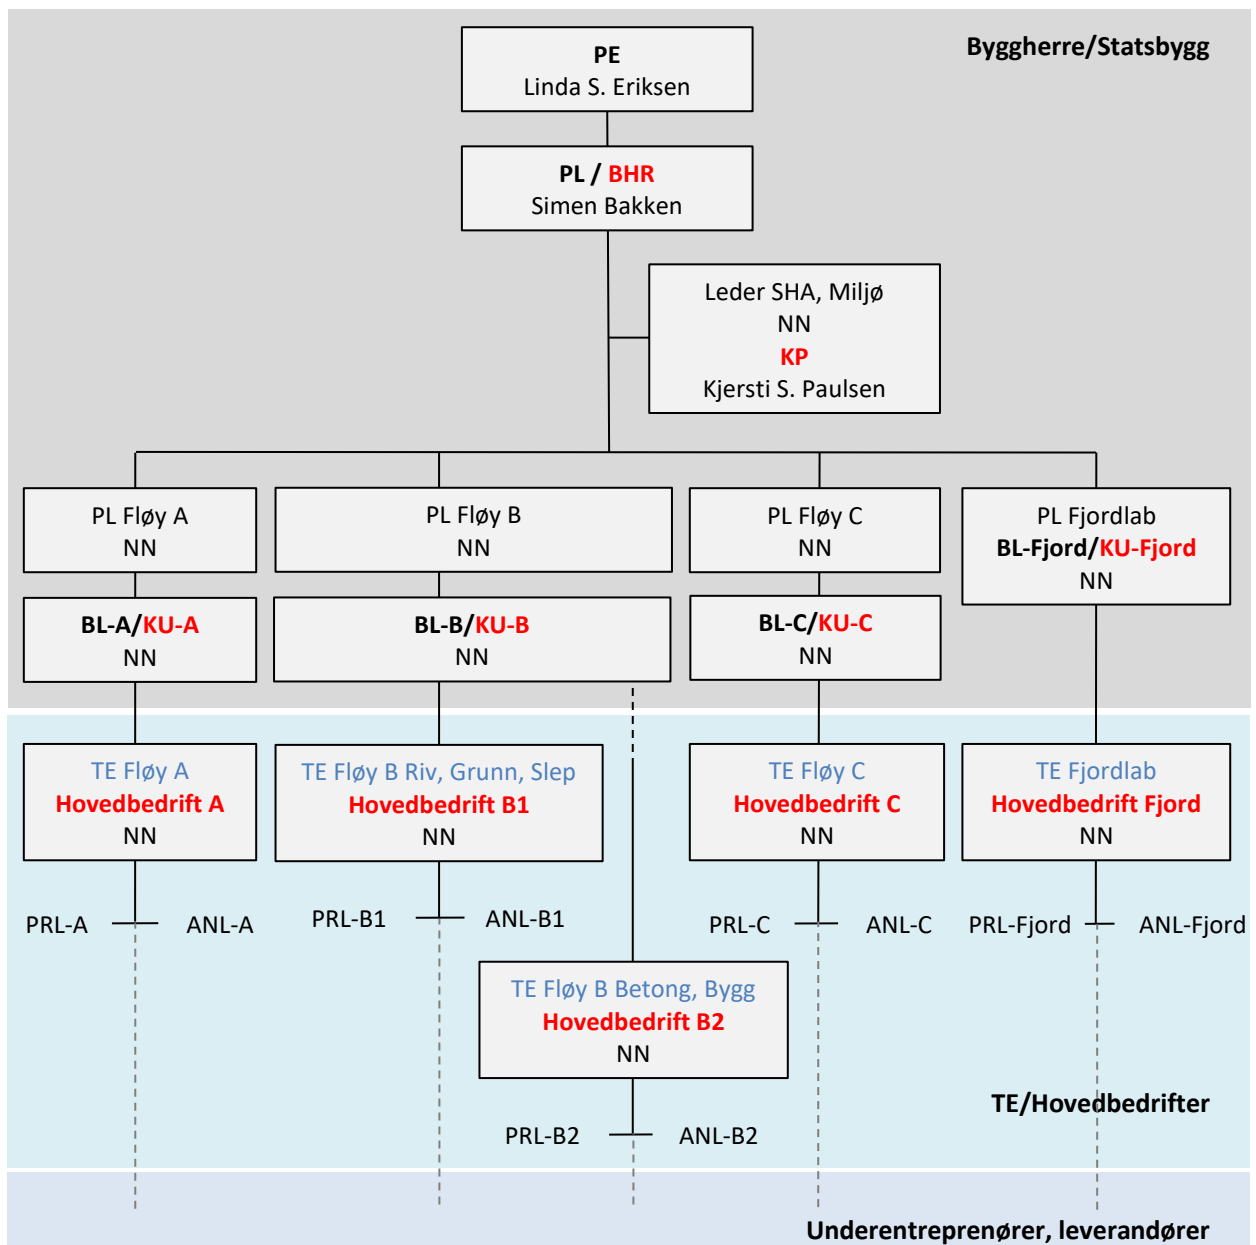 Byggherre/Statsbygg
PE
Linda S. Eriksen
PL / BHR
Simen Bakken
Leder SHA, Miljø
NN
KP
Kjersti S. Paulsen
PL Fløy A
NN
PL Fløy B
NN
PL Fløy C
NN
PL Fjordlab
BL-Fjord/KU-Fjord
NN
BL-A/KU-A
NN
BL-B/KU-B
NN
BL-C/KU-C
NN
TE Fløy A
Hovedbedrift A
NN
TE Fløy B Riv, Grunn, Slep
Hovedbedrift B1
NN
TE Fløy C
Hovedbedrift C
NN
TE Fjordlab
Hovedbedrift Fjord
NN
PRL-A ANL-A
PRL-B1 ANL-B1
PRL-C ANL-C
PRL-Fjord ANL-Fjord
TE Fløy B Betong, Bygg
Hovedbedrift B2
NN
TE/Hovedbedrifter
PRL-B2 ANL-B2
Underentreprenører, leverandører